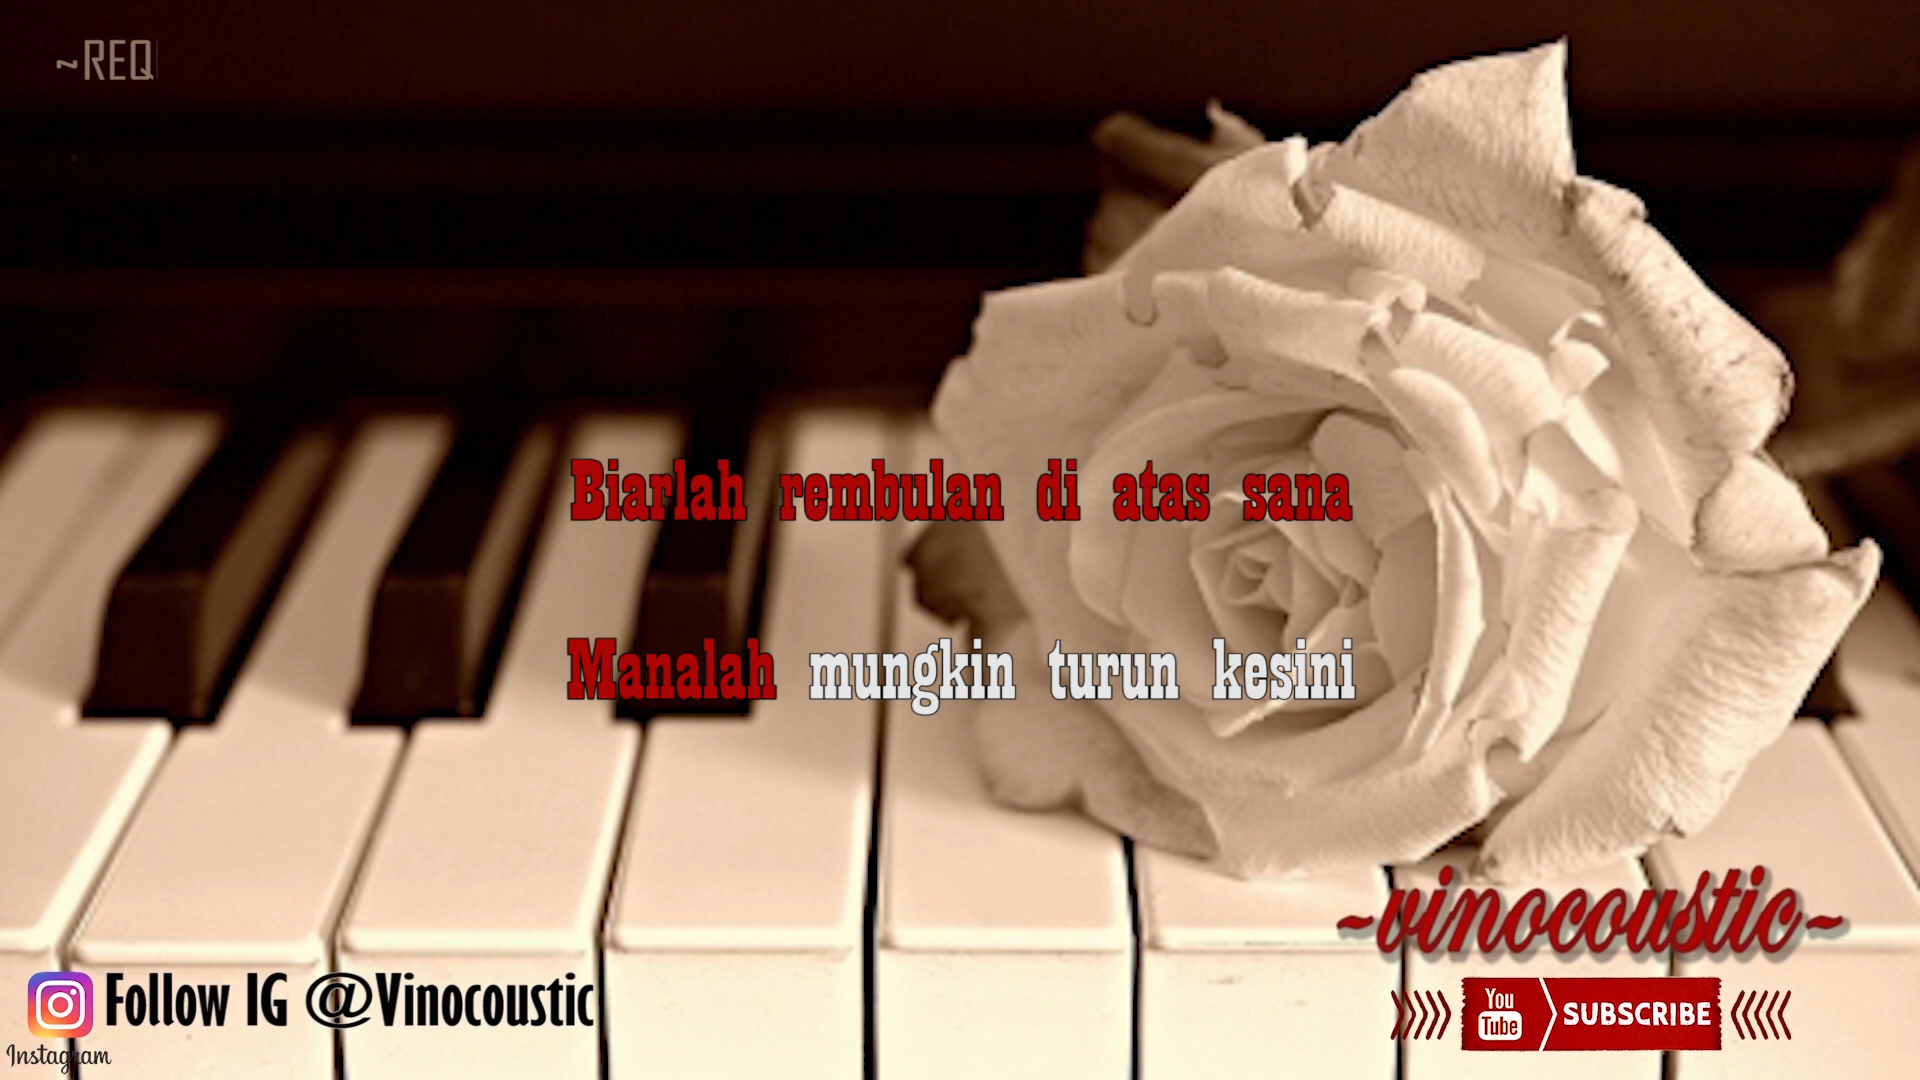 ~REQ
Biarlah rembulan di atas sana
Manalah mungkin turun kesini
~vinocoustic~
Follow IG @Vinocoustic
Instagram
You
Tube
SUBSCRIBE